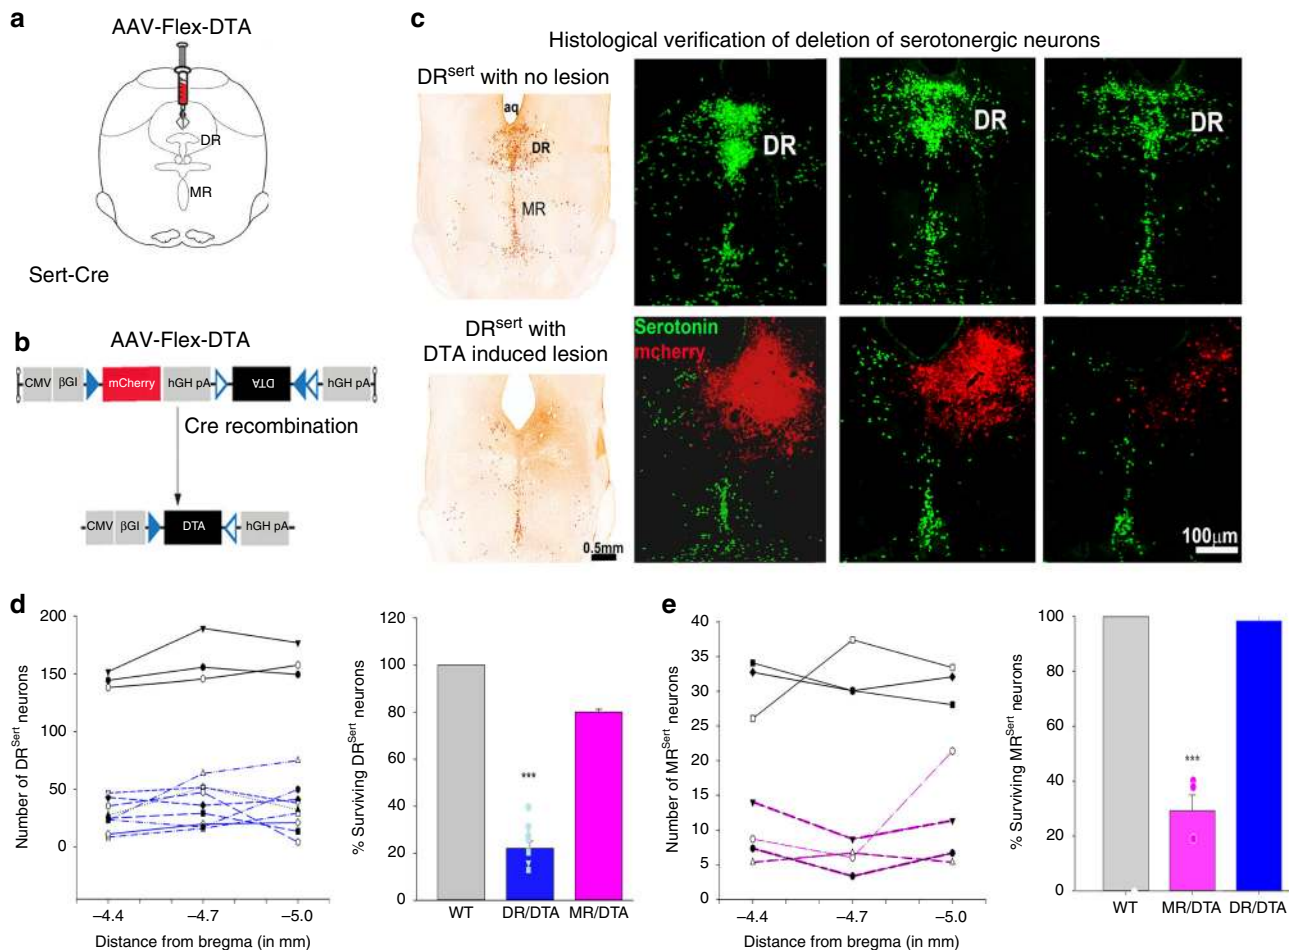 a
AAV-Flex-DTA
DR
MR
Sert-Cre
b
AAV-Flex-DTA
CMV βGI mCherry hGH pA DTA hGH pA
Cre recombination
CMV βGI DTA hGH pA
c
Histological verification of deletion of serotonergic neurons
DRsert with no lesion
aq
DR
MR
DR
DR
DR
DRsert with
DTA induced lesion
0.5mm
Serotonin
mcherry
100μm
d
Number of DRSert neurons
200
150
100
50
0
–4.4 –4.7 –5.0
Distance from bregma (in mm)
% Surviving DRSert neurons
120
100
80
60
40
20
0
***
WT DR/DTA MR/DTA
e
Number of MRSert neurons
40
35
30
25
20
15
10
5
0
–4.4 –4.7 –5.0
Distance from bregma (in mm)
% Surviving MRSert neurons
100
80
60
40
20
0
***
WT MR/DTA DR/DTA